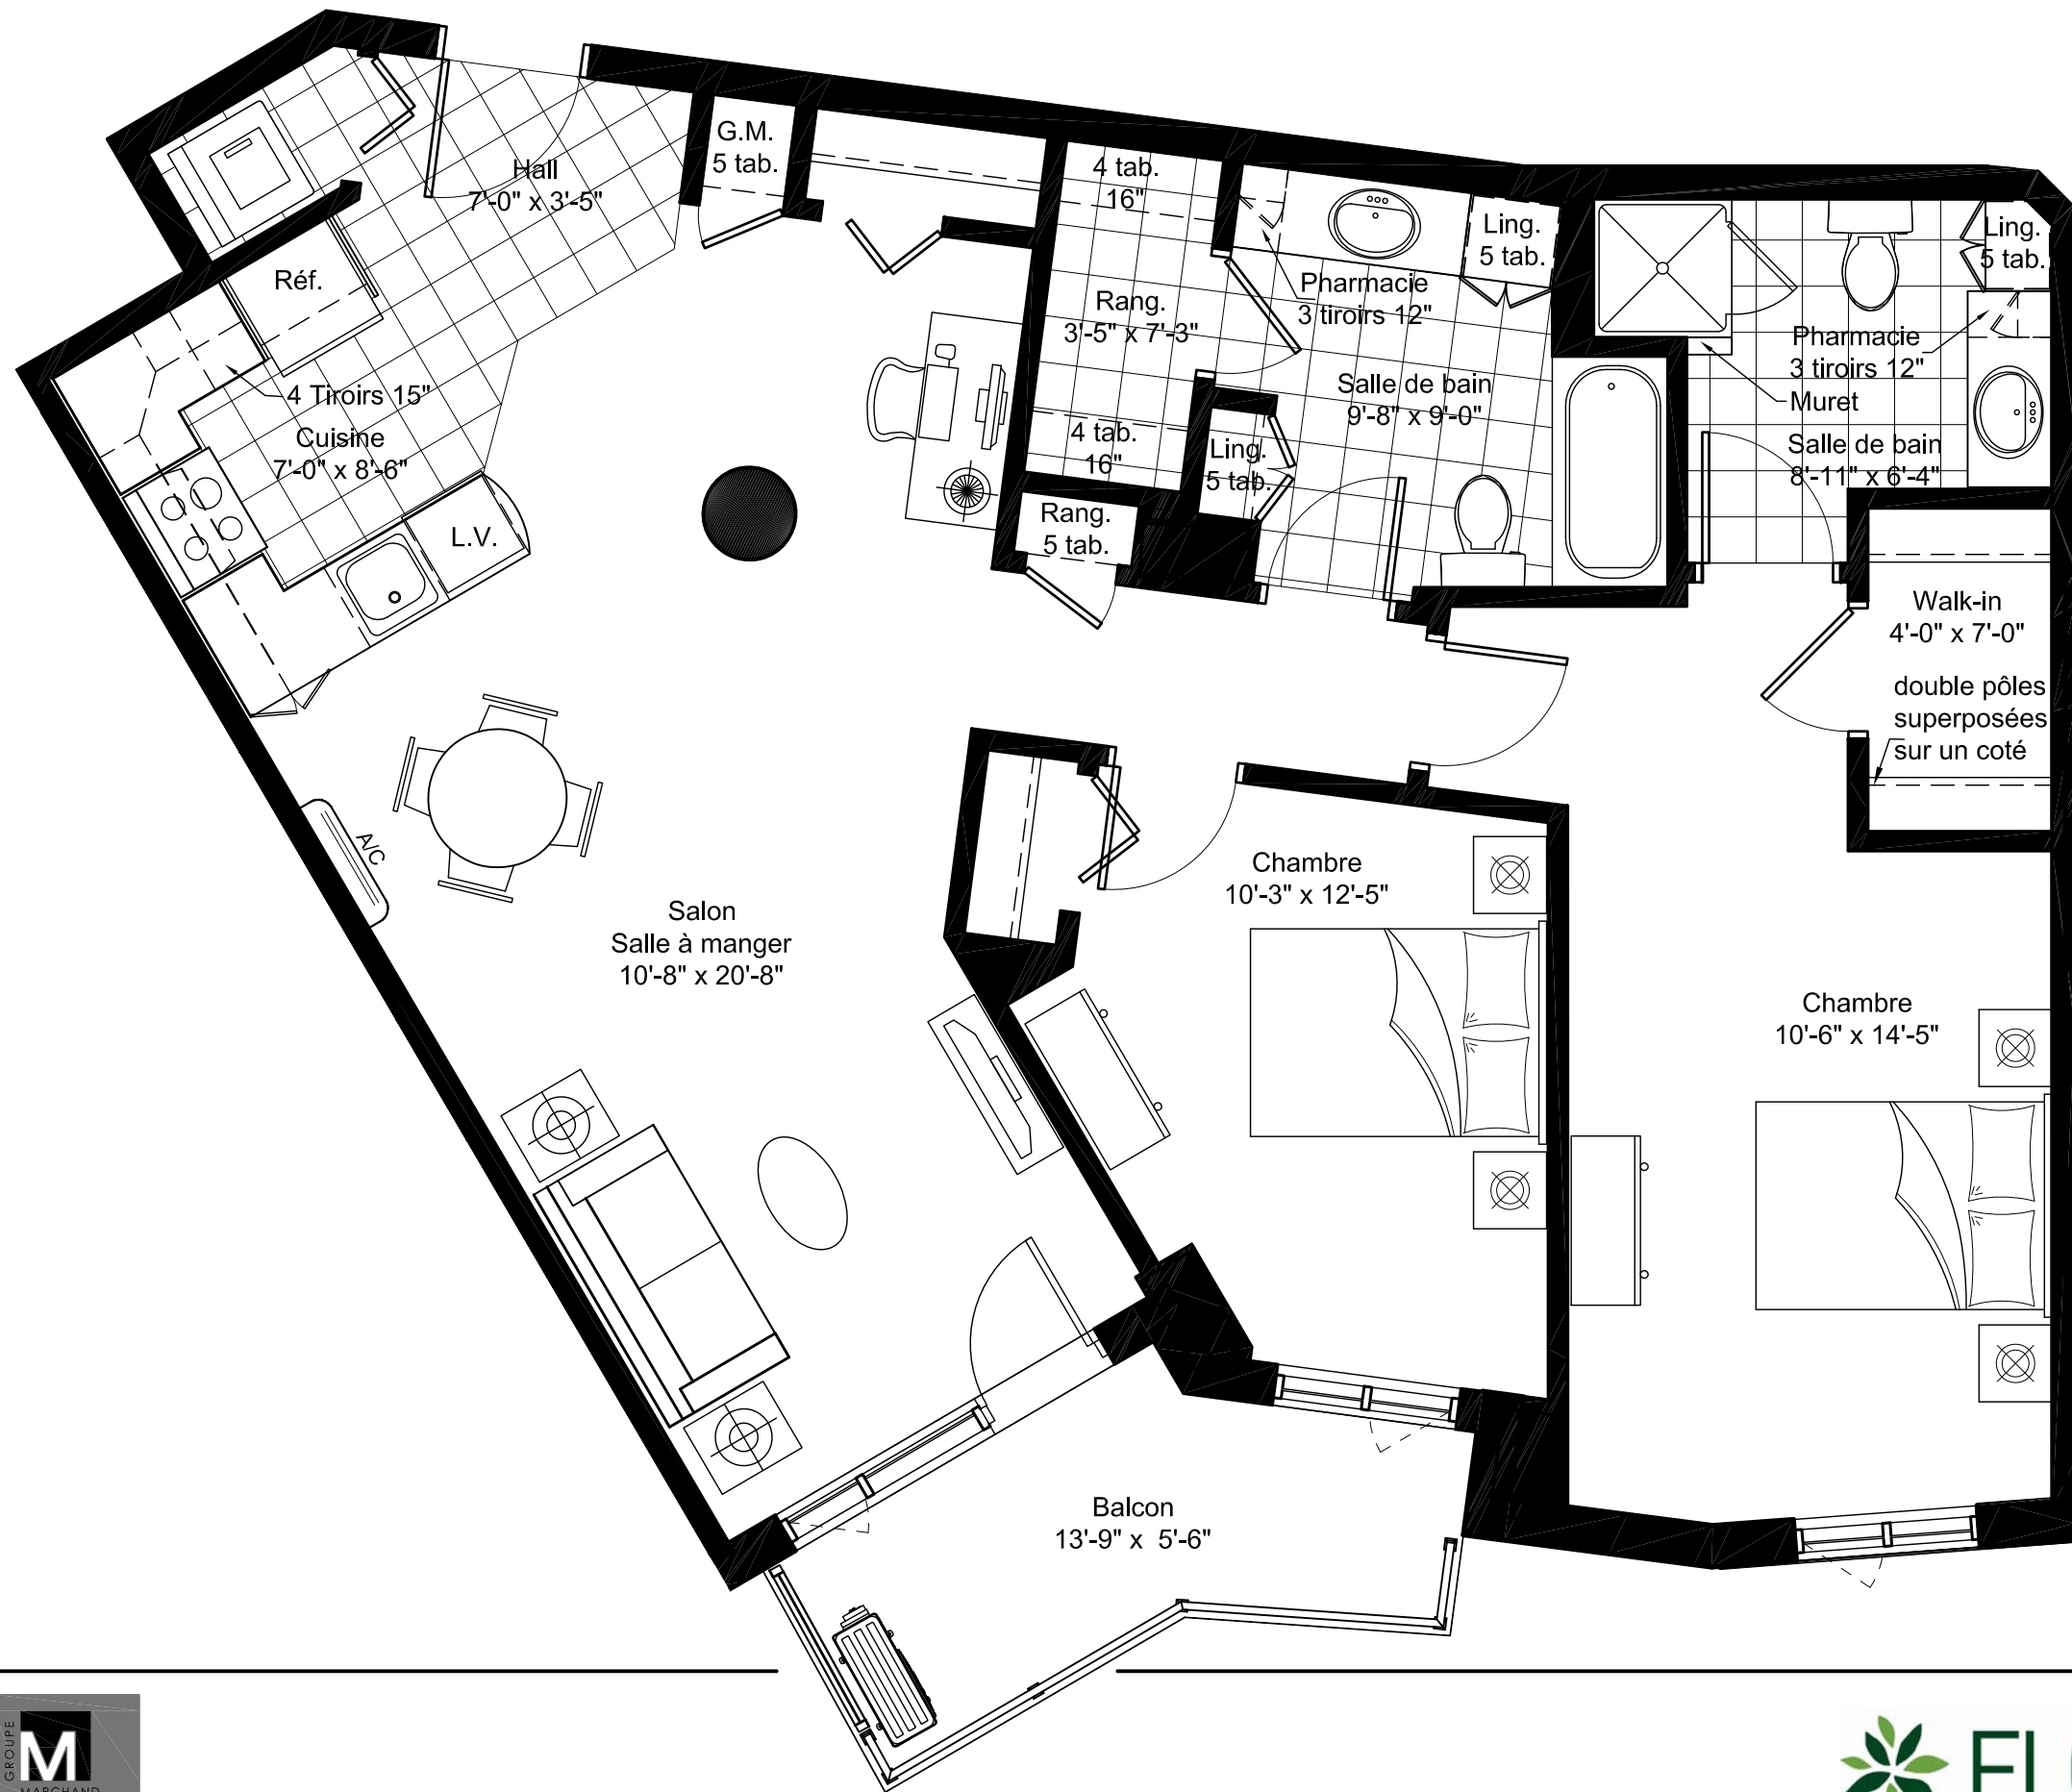 Hall
7'-0" x 3'-5"
G.M.
5 tab.
4 tab.
16"
Rang.
3'-5" x 7'-3"
4 tab.
16"
Rang.
5 tab.
Ling.
5 tab.
Pharmacie
3 tiroirs 12"
Salle de bain
9'-8" x 9'-0"
Ling.
5 tab.
Ling.
5 tab.
Pharmacie
3 tiroirs 12"
Muret
Salle de bain
8'-11" x 6'-4"
Réf.
4 Tiroirs 15"
Cuisine
7'-0" x 8'-6"
L.V.
Walk-in
4'-0" x 7'-0"
double pôles
superposées
sur un coté
A/C
Salon
Salle à manger
10'-8" x 20'-8"
Chambre
10'-3" x 12'-5"
Chambre
10'-6" x 14'-5"
Balcon
13'-9" x 5'-6"
GROUPE
M
MARCHAND